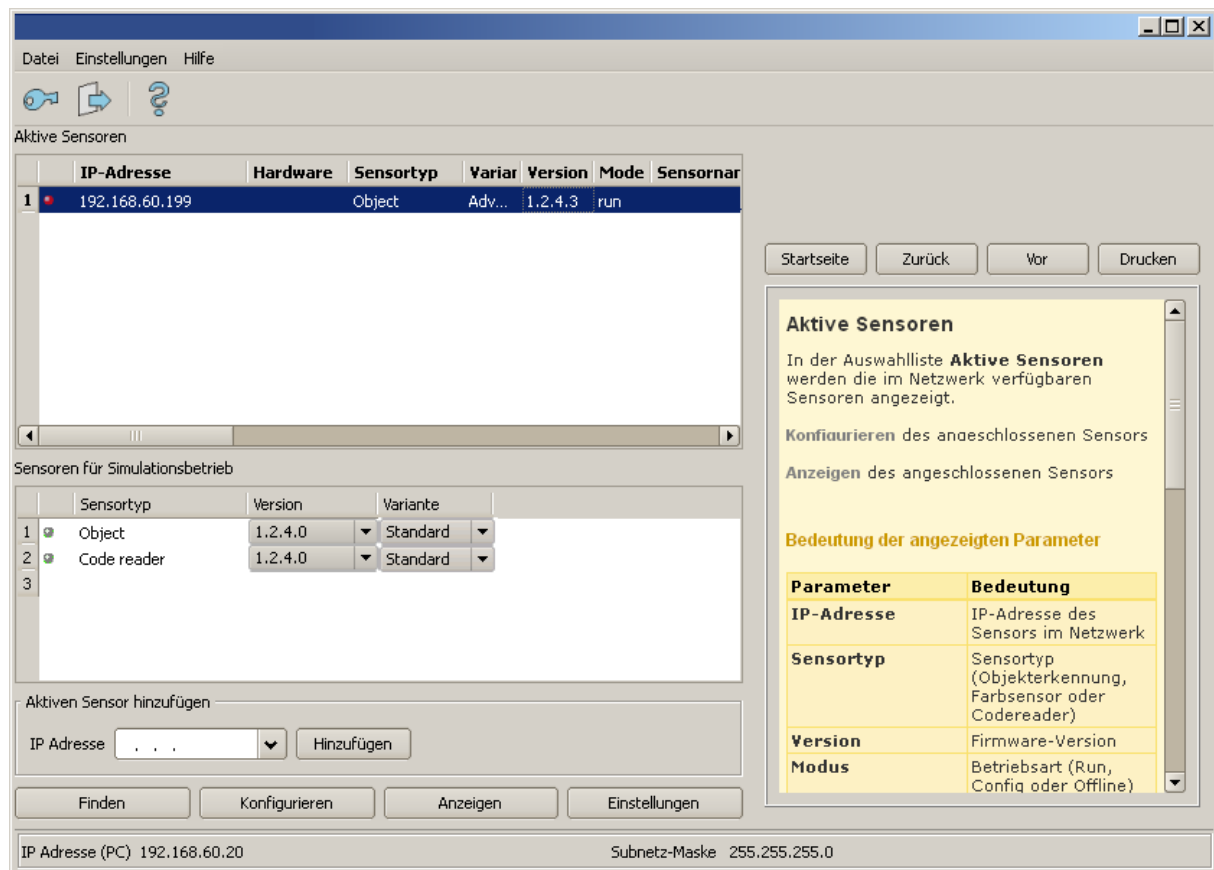 Datei Einstellungen Hilfe
Aktive Sensoren
IP-Adresse Hardware Sensortyp Variar Version Mode Sensornar
1 192.168.60.199 Object Adv... 1.2.4.3 run
Sensoren für Simulationsbetrieb
Sensortyp Version Variante
1 Object 1.2.4.0 Standard
2 Code reader 1.2.4.0 Standard
3
Aktiven Sensor hinzufügen
IP Adresse . . . Hinzufügen
Finden Konfigurieren Anzeigen Einstellungen
Startseite Zurück Vor Drucken
Aktive Sensoren
In der Auswahlliste Aktive Sensoren
werden die im Netzwerk verfügbaren
Sensoren angezeigt.
Konfigurieren des angeschlossenen Sensors
Anzeigen des angeschlossenen Sensors
Bedeutung der angezeigten Parameter
Parameter Bedeutung
IP-Adresse IP-Adresse des
Sensors im Netzwerk
Sensortyp Sensortyp
(Objekterkennung,
Farbsensor oder
Codereader)
Version Firmware-Version
Modus Betriebsart (Run,
Config oder Offline)
IP Adresse (PC) 192.168.60.20 Subnetz-Maske 255.255.255.0